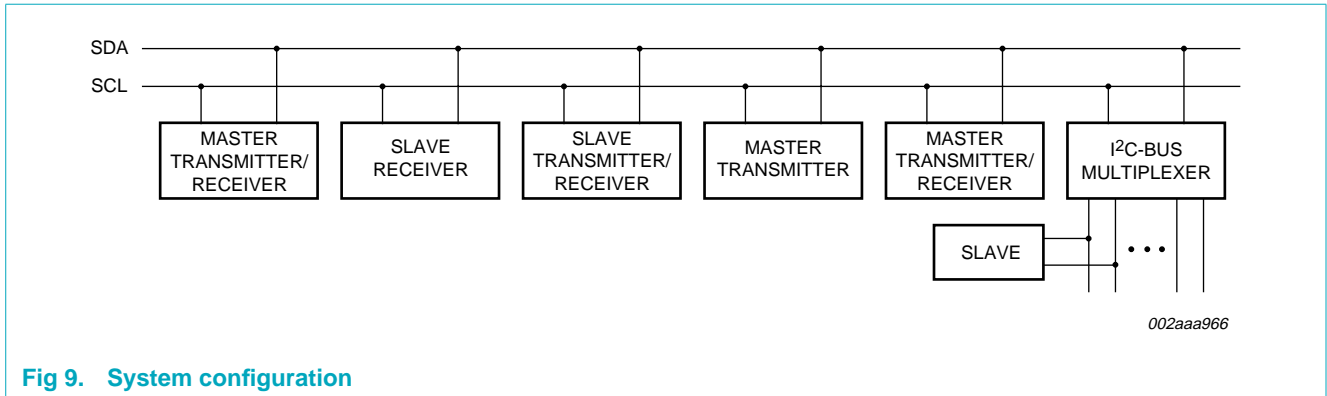 SDA
SCL
MASTER
TRANSMITTER/
RECEIVER
SLAVE
RECEIVER
SLAVE
TRANSMITTER/
RECEIVER
MASTER
TRANSMITTER
MASTER
TRANSMITTER/
RECEIVER
I²C-BUS
MULTIPLEXER
SLAVE
002aaa966
Fig 9. System configuration